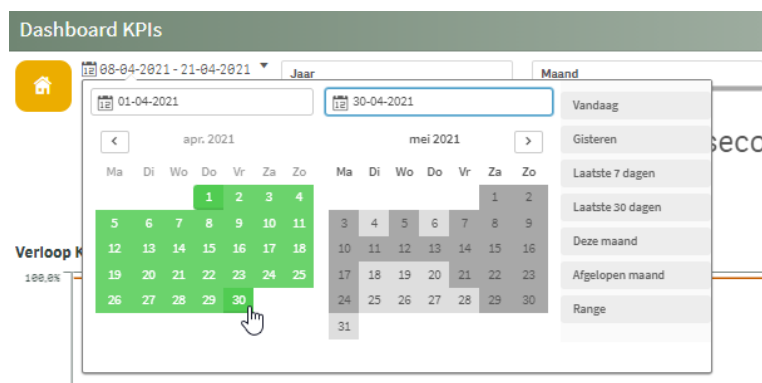 Dashboard KPIs
12 08-04-2021 - 21-04-2021
Jaar
Maand
12 01-04-2021
12 30-04-2021
Vandaag
< apr. 2021
mei 2021 >
Gisteren
Ma Di Wo Do Vr Za Zo
Ma Di Wo Do Vr Za Zo
Laatste 7 dagen
1 2 3 4
1 2
Laatste 30 dagen
5 6 7 8 9 10 11
3 4 5 6 7 8 9
Deze maand
12 13 14 15 16 17 18
10 11 12 13 14 15 16
19 20 21 22 23 24 25
17 18 19 20 21 22 23
Afgelopen maand
26 27 28 29 30
24 25 26 27 28 29 30
Range
31
seco
Verloop K
100,0%